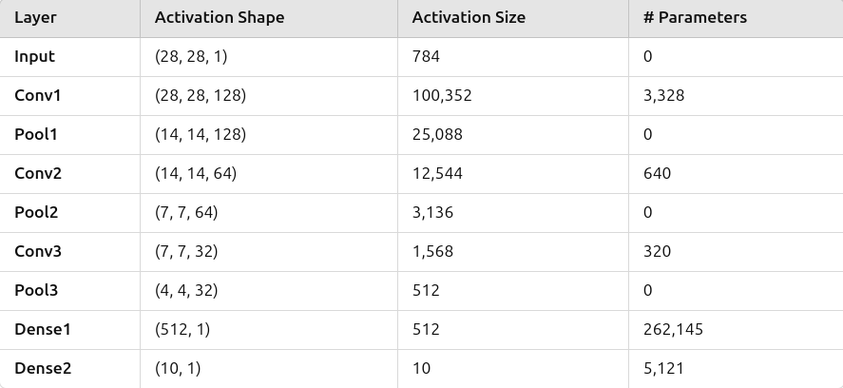 Layer Activation Shape Activation Size # Parameters
Input (28, 28, 1) 784 0
Conv1 (28, 28, 128) 100,352 3,328
Pool1 (14, 14, 128) 25,088 0
Conv2 (14, 14, 64) 12,544 640
Pool2 (7, 7, 64) 3,136 0
Conv3 (7, 7, 32) 1,568 320
Pool3 (4, 4, 32) 512 0
Dense1 (512, 1) 512 262,145
Dense2 (10, 1) 10 5,121